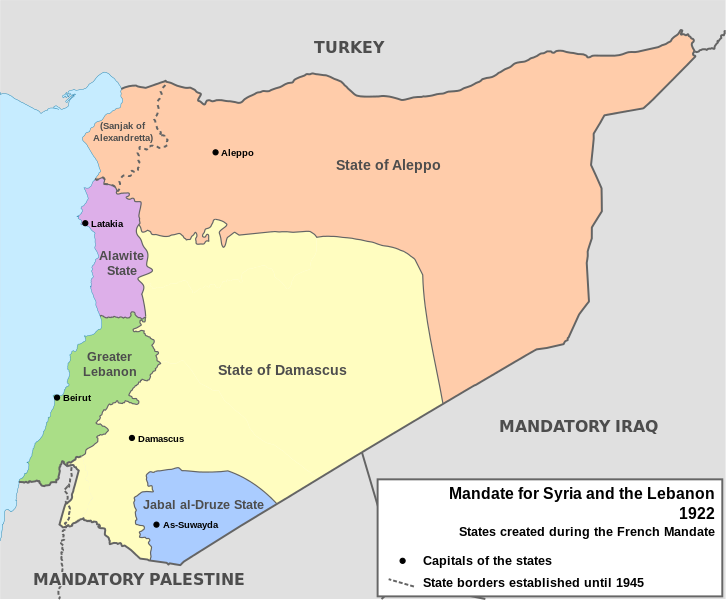 TURKEY
(Sanjak of
Alexandretta)
Aleppo
State of Aleppo
Latakia
Alawite
State
Greater
Lebanon
State of Damascus
Beirut
MANDATORY IRAQ
Damascus
Jabal al-Druze State
As-Suwayda
MANDATORY PALESTINE
Mandate for Syria and the Lebanon
1922
States created during the French Mandate
Capitals of the states
State borders established until 1945